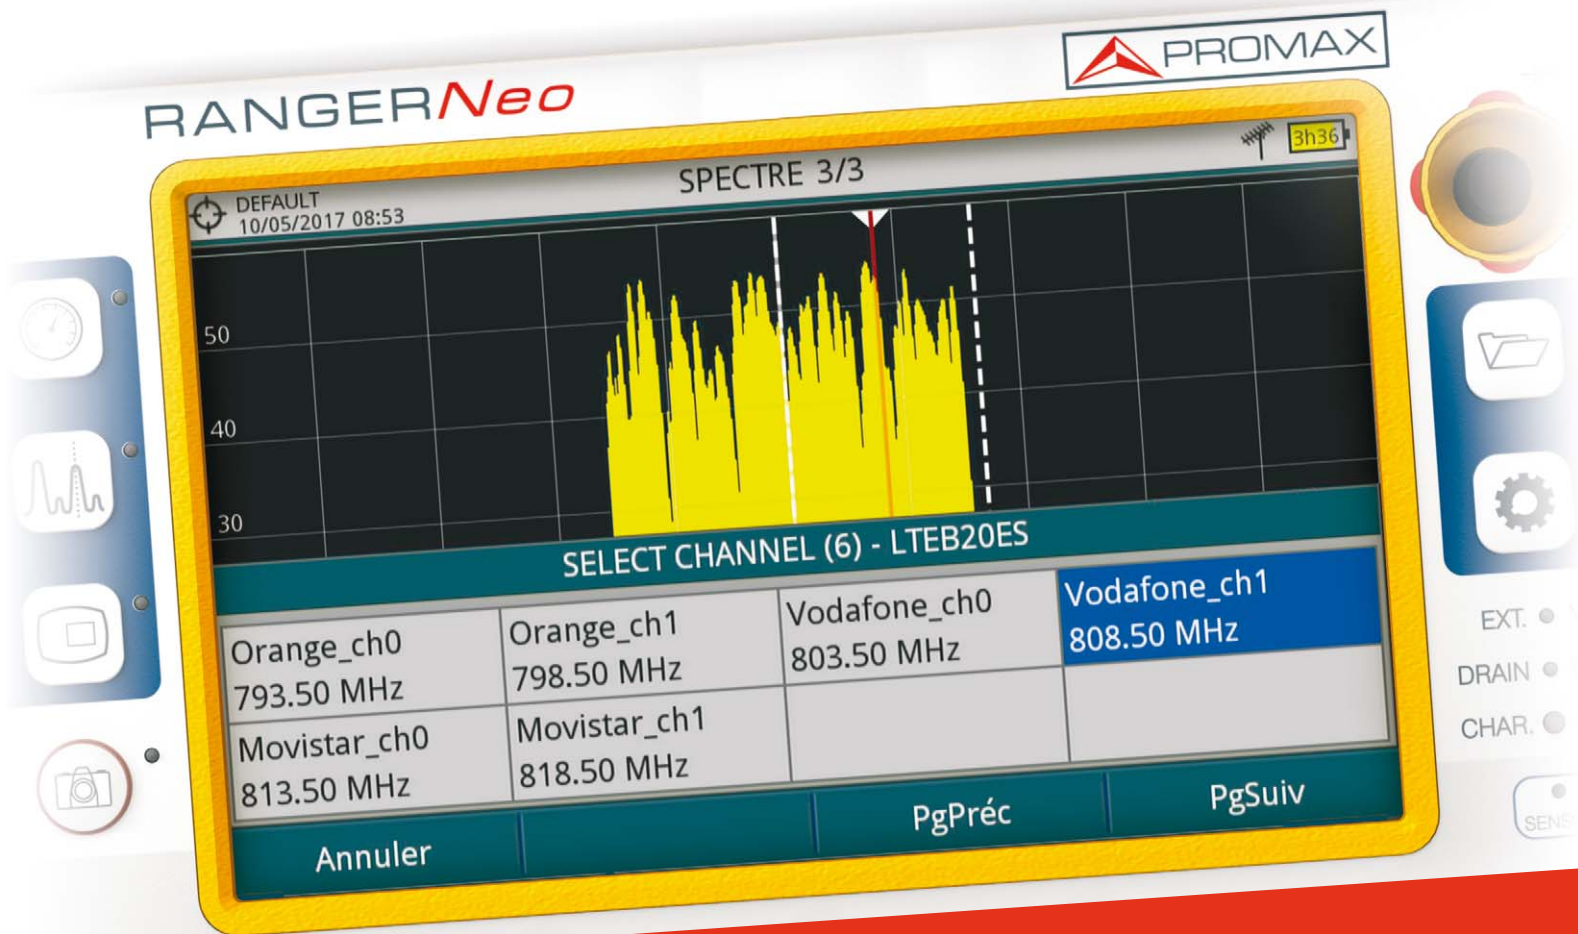 RANGERNeo
PROMAX
DEFAULT
10/05/2017 08:53
SPECTRE 3/3
3h36
50
40
30
SELECT CHANNEL (6) - LTEB20ES
Orange_ch0
793.50 MHz
Orange_ch1
798.50 MHz
Vodafone_ch0
803.50 MHz
Vodafone_ch1
808.50 MHz
Movistar_ch0
813.50 MHz
Movistar_ch1
818.50 MHz
Annuler
PgPréc
PgSuiv
EXT.
DRAIN
CHAR.